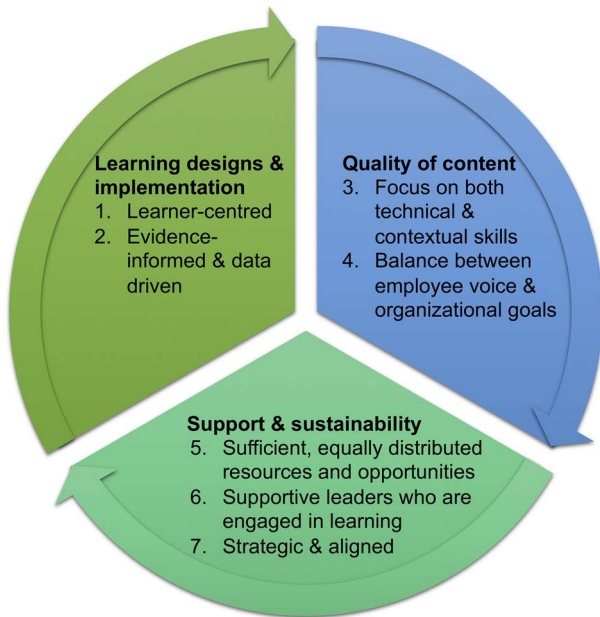 Learning designs &
implementation
1. Learner-centred
2. Evidence-
informed & data
driven
Quality of content
3. Focus on both
technical &
contextual skills
4. Balance between
employee voice &
organizational goals
Support & sustainability
5. Sufficient, equally distributed
resources and opportunities
6. Supportive leaders who are
engaged in learning
7. Strategic & aligned